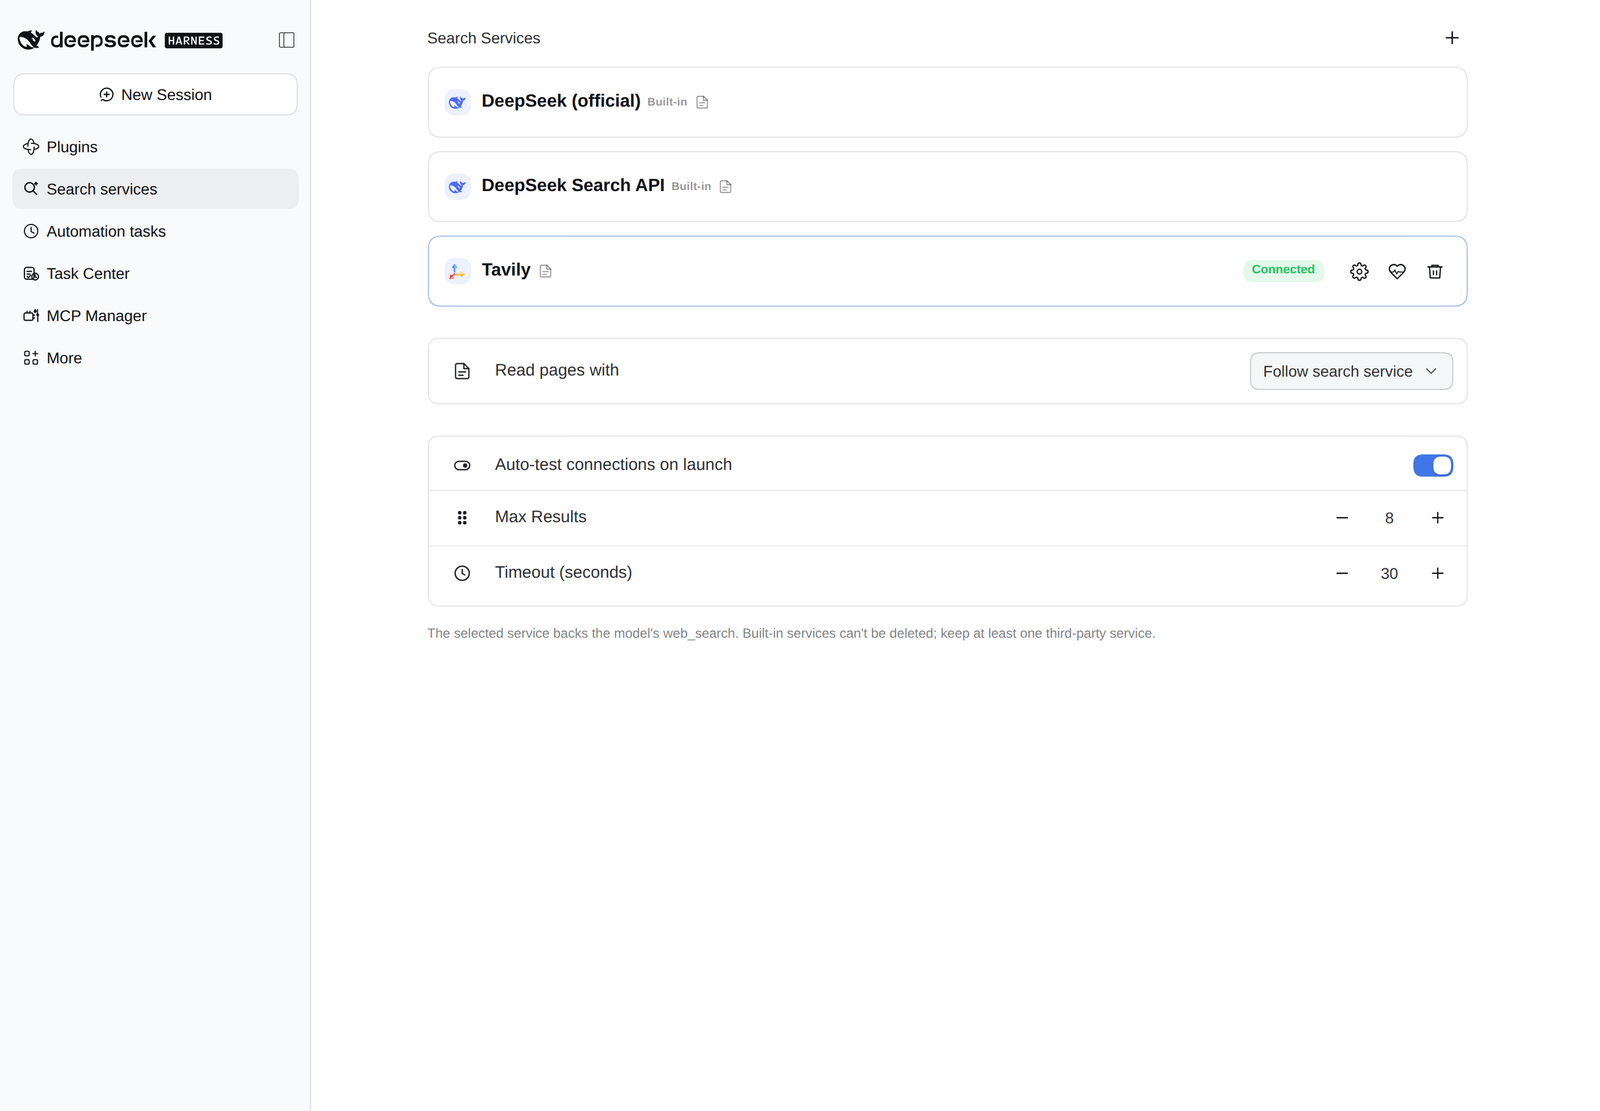 deepseek HARNESS
New Session
Plugins
Search services
Automation tasks
Task Center
MCP Manager
More
Search Services
DeepSeek (official) Built-in
DeepSeek Search API Built-in
Tavily
Connected
Read pages with
Follow search service
Auto-test connections on launch
Max Results
8
Timeout (seconds)
30
The selected service backs the model's web_search. Built-in services can't be deleted; keep at least one third-party service.